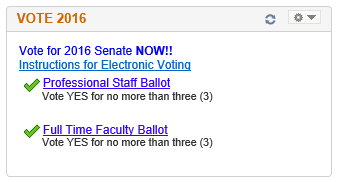 VOTE 2016
Vote for 2016 Senate NOW!!
Instructions for Electronic Voting
Professional Staff Ballot
Vote YES for no more than three (3)
Full Time Faculty Ballot
Vote YES for no more than three (3)